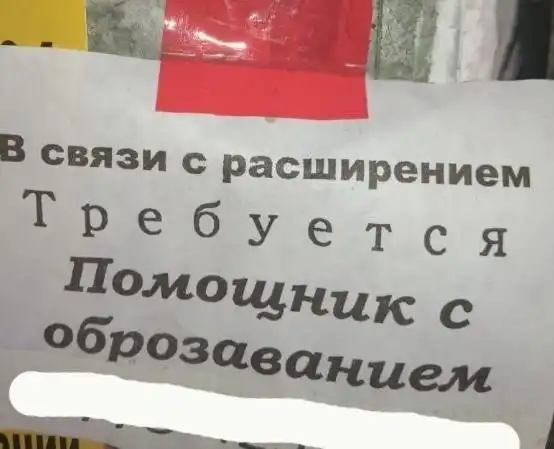 В связи с расширением
Требуется
Помощник с
оброзаванием